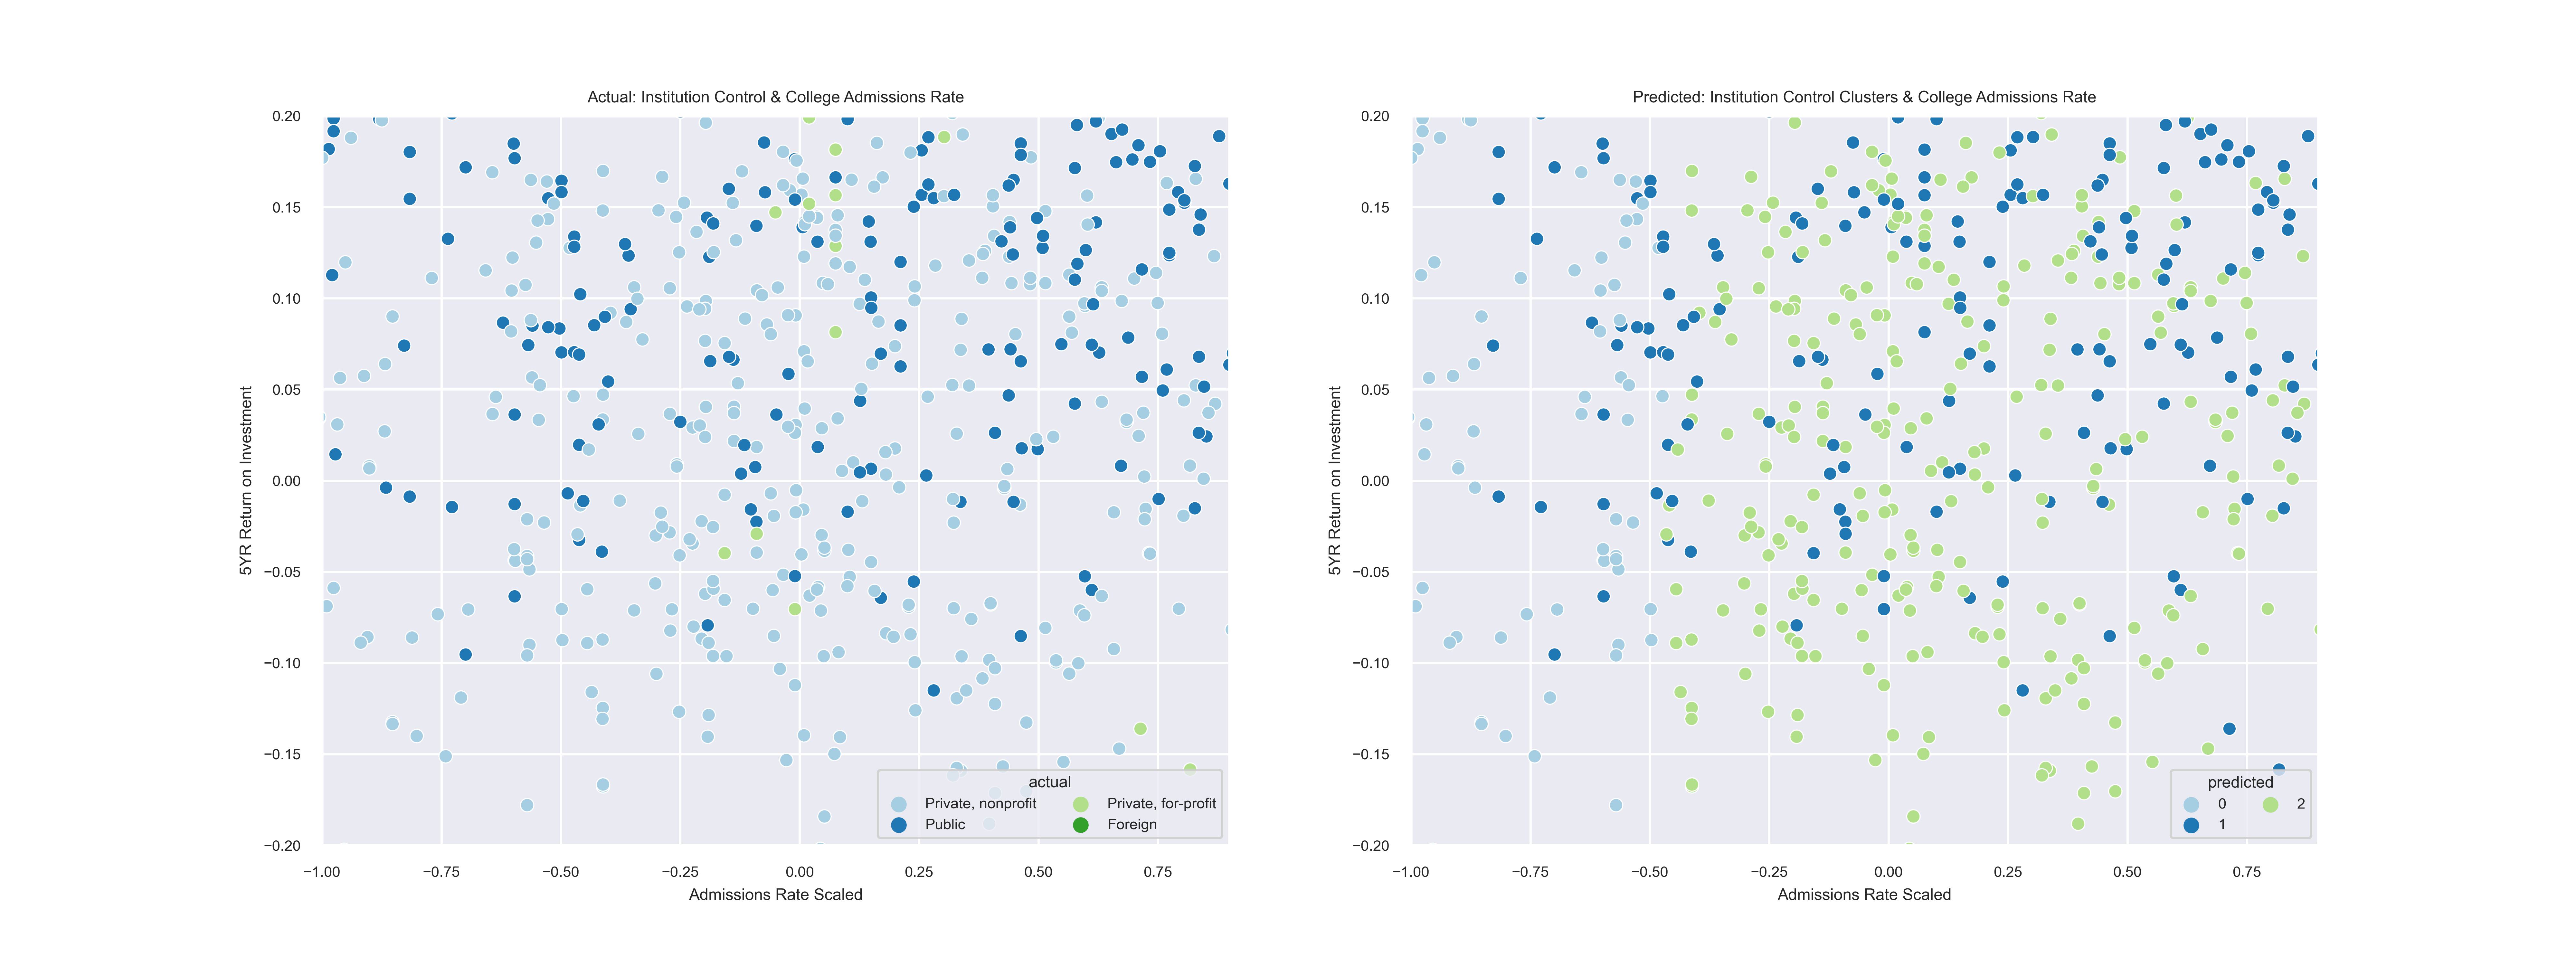 Actual: Institution Control & College Admissions Rate
5YR Return on Investment
0.20
0.15
0.10
0.05
0.00
−0.05
−0.10
−0.15
−0.20
actual
Private, nonprofit
Private, for-profit
Public
Foreign
−1.00 −0.75 −0.50 −0.25 0.00 0.25 0.50 0.75
Admissions Rate Scaled
Predicted: Institution Control Clusters & College Admissions Rate
5YR Return on Investment
0.20
0.15
0.10
0.05
0.00
−0.05
−0.10
−0.15
−0.20
predicted
0 2
1
−1.00 −0.75 −0.50 −0.25 0.00 0.25 0.50 0.75
Admissions Rate Scaled